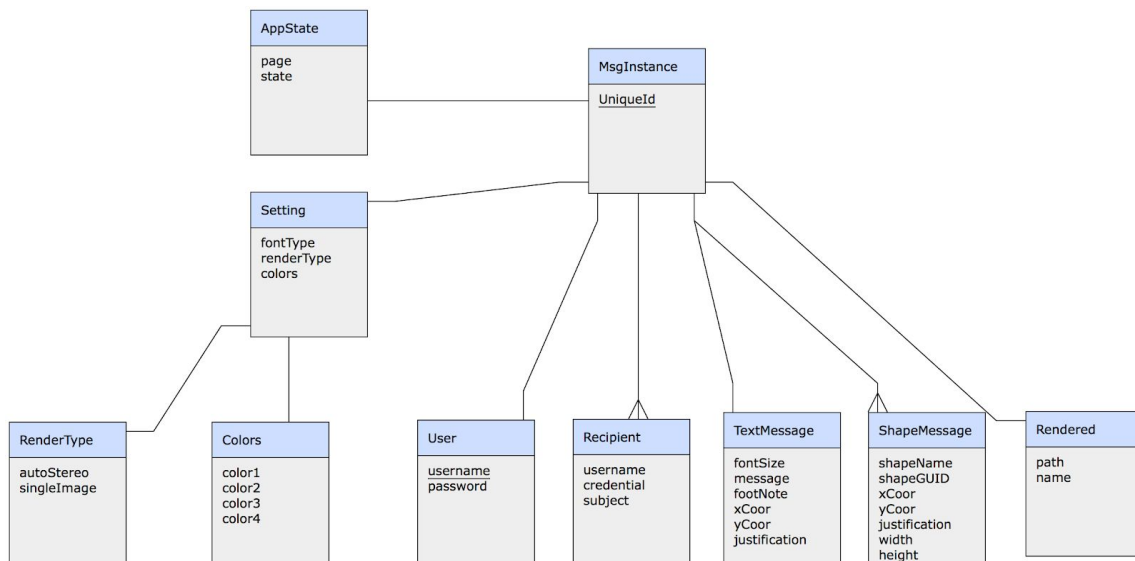 AppState
page
state
MsgInstance
UniqueId
Setting
fontType
renderType
colors
RenderType
autoStereo
singleImage
Colors
color1
color2
color3
color4
User
username
password
Recipient
username
credential
subject
TextMessage
fontSize
message
footNote
xCoor
yCoor
justification
ShapeMessage
shapeName
shapeGUID
xCoor
yCoor
justification
width
height
Rendered
path
name